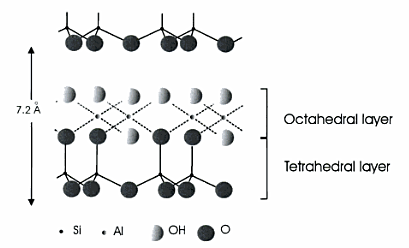 7.2 Å
Octahedral layer
Tetrahedral layer
Si Al OH O